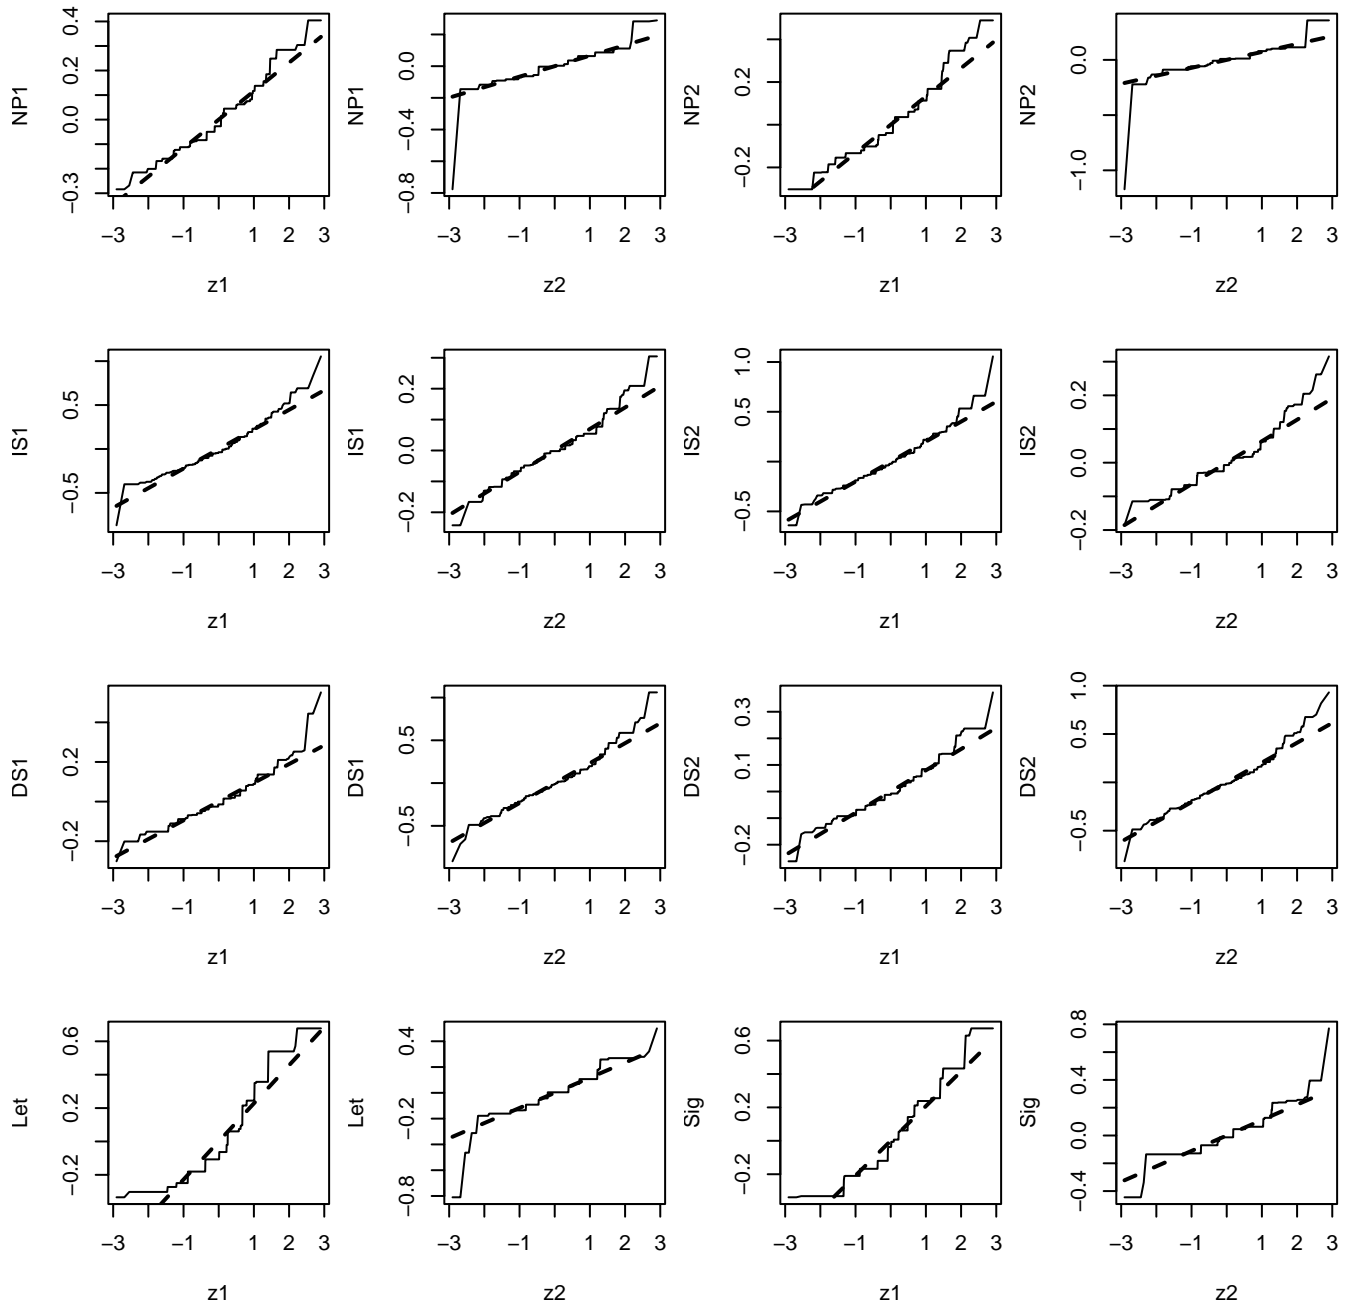 NP1
−0.3 0.0 0.2 0.4
−3 −1 1 2 3
z1
NP1
−0.8 −0.4 0.0
−3 −1 1 2 3
z2
NP2
−0.2 0.2
−3 −1 1 2 3
z1
NP2
−1.0 0.0
−3 −1 1 2 3
z2
IS1
−0.5 0.5
−3 −1 1 2 3
z1
IS1
−0.2 0.0 0.2
−3 −1 1 2 3
z2
IS2
−0.5 0.5 1.0
−3 −1 1 2 3
z1
IS2
−0.2 0.0 0.2
−3 −1 1 2 3
z2
DS1
−0.2 0.2
−3 −1 1 2 3
z1
DS1
−0.5 0.5
−3 −1 1 2 3
z2
DS2
−0.2 0.1 0.3
−3 −1 1 2 3
z1
DS2
−0.5 0.5 1.0
−3 −1 1 2 3
z2
Let
−0.2 0.2 0.6
−3 −1 1 2 3
z1
Let
−0.8 −0.2 0.4
−3 −1 1 2 3
z2
Sig
−0.2 0.2 0.6
−3 −1 1 2 3
z1
Sig
−0.4 0.0 0.4 0.8
−3 −1 1 2 3
z2